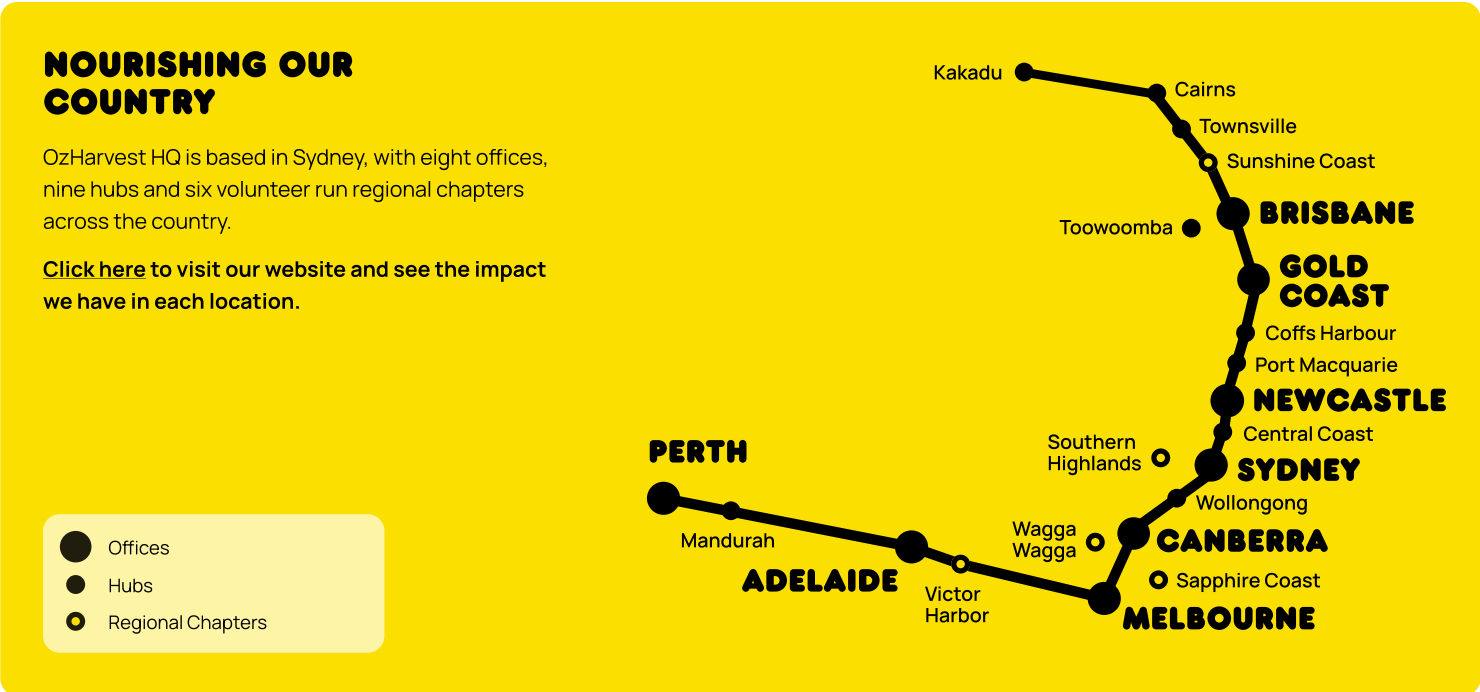 NOURISHING OUR
COUNTRY
OzHarvest HQ is based in Sydney, with eight offices,
nine hubs and six volunteer run regional chapters
across the country.
Click here to visit our website and see the impact
we have in each location.
Offices
Hubs
Regional Chapters
Kakadu
Cairns
Townsville
Sunshine Coast
BRISBANE
Toowoomba
GOLD
COAST
Coffs Harbour
Port Macquarie
NEWCASTLE
Central Coast
Southern
Highlands
SYDNEY
Wollongong
Wagga
Wagga
CANBERRA
Sapphire Coast
MELBOURNE
PERTH
Mandurah
ADELAIDE
Victor
Harbor